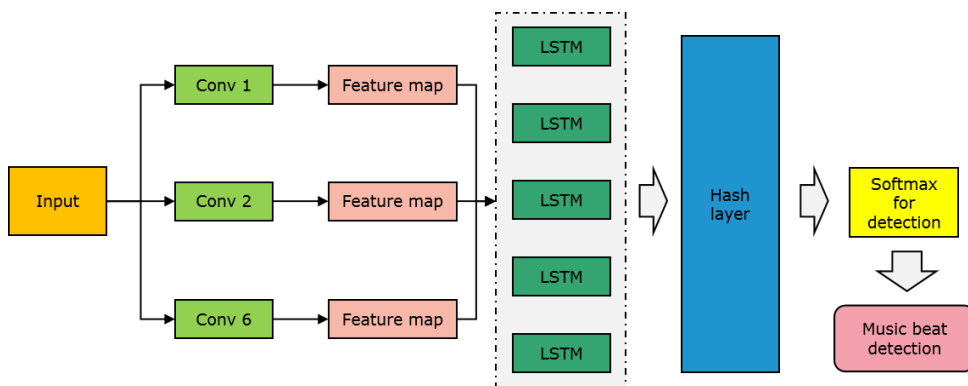 Input
Conv 1
Conv 2
Conv 6
Feature map
Feature map
Feature map
LSTM
LSTM
LSTM
LSTM
LSTM
Hash
layer
Softmax
for
detection
Music beat
detection